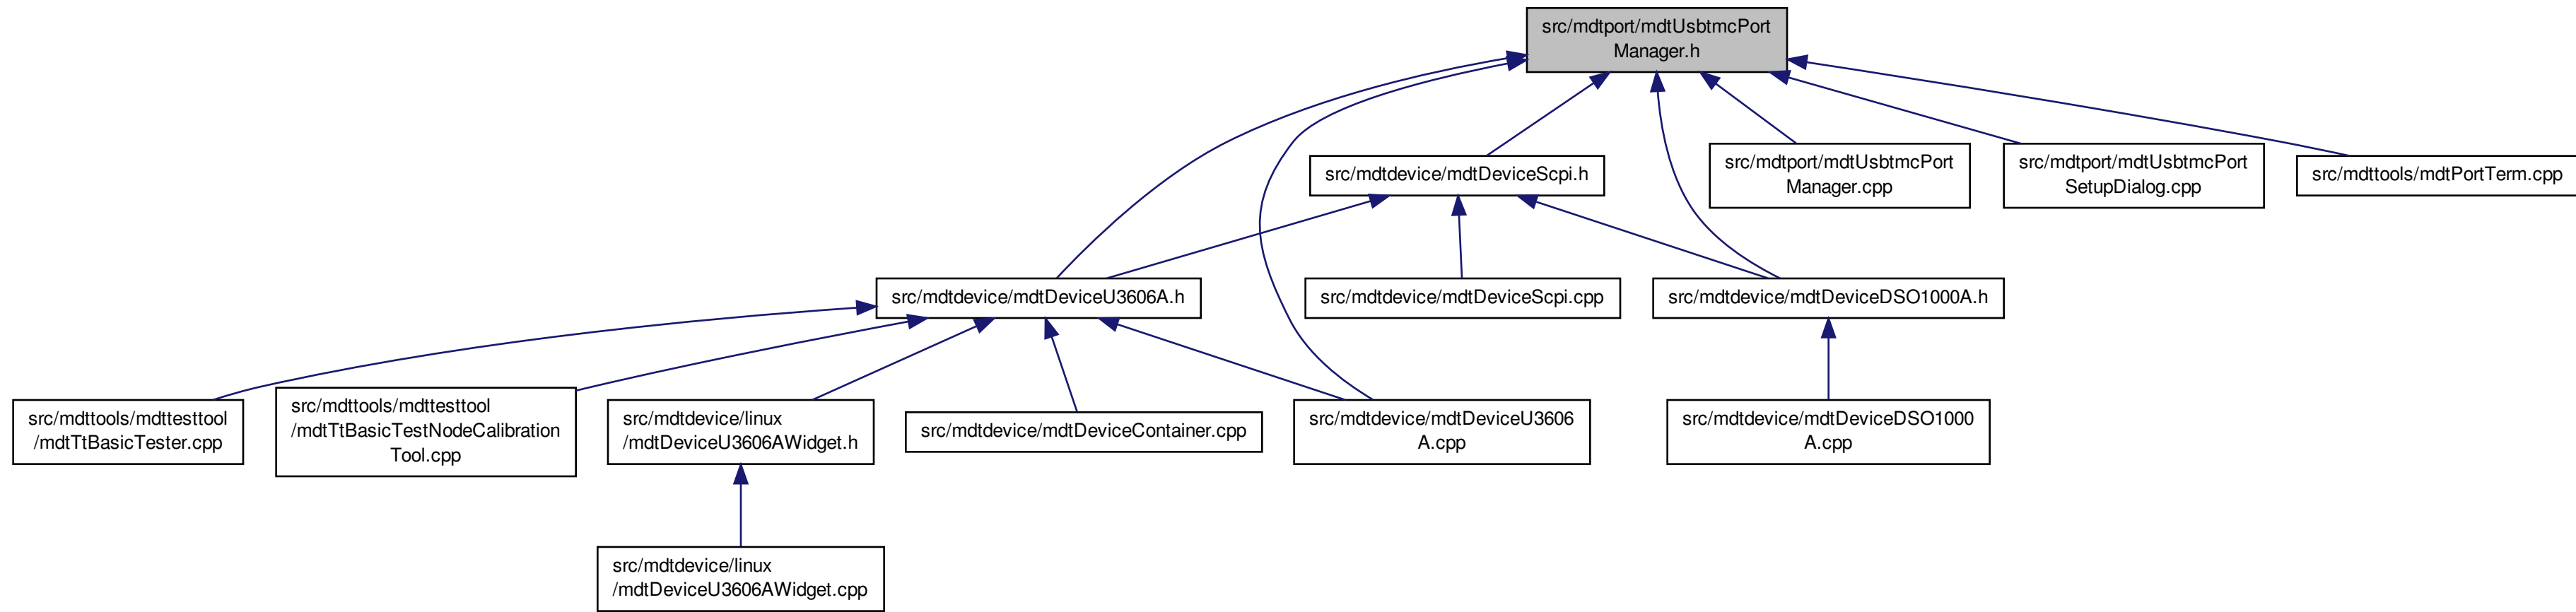 src/mdtport/mdtUsbtmcPort
Manager.h
src/mdtdevice/mdtDeviceScpi.h
src/mdtport/mdtUsbtmcPort
Manager.cpp
src/mdtport/mdtUsbtmcPort
SetupDialog.cpp
src/mdttools/mdtPortTerm.cpp
src/mdtdevice/mdtDeviceU3606A.h
src/mdtdevice/mdtDeviceScpi.cpp
src/mdtdevice/mdtDeviceDSO1000A.h
src/mdttools/mdttesttool
/mdtTtBasicTester.cpp
src/mdttools/mdttesttool
/mdtTtBasicTestNodeCalibration
Tool.cpp
src/mdtdevice/linux
/mdtDeviceU3606AWidget.h
src/mdtdevice/mdtDeviceContainer.cpp
src/mdtdevice/mdtDeviceU3606
A.cpp
src/mdtdevice/mdtDeviceDSO1000
A.cpp
src/mdtdevice/linux
/mdtDeviceU3606AWidget.cpp